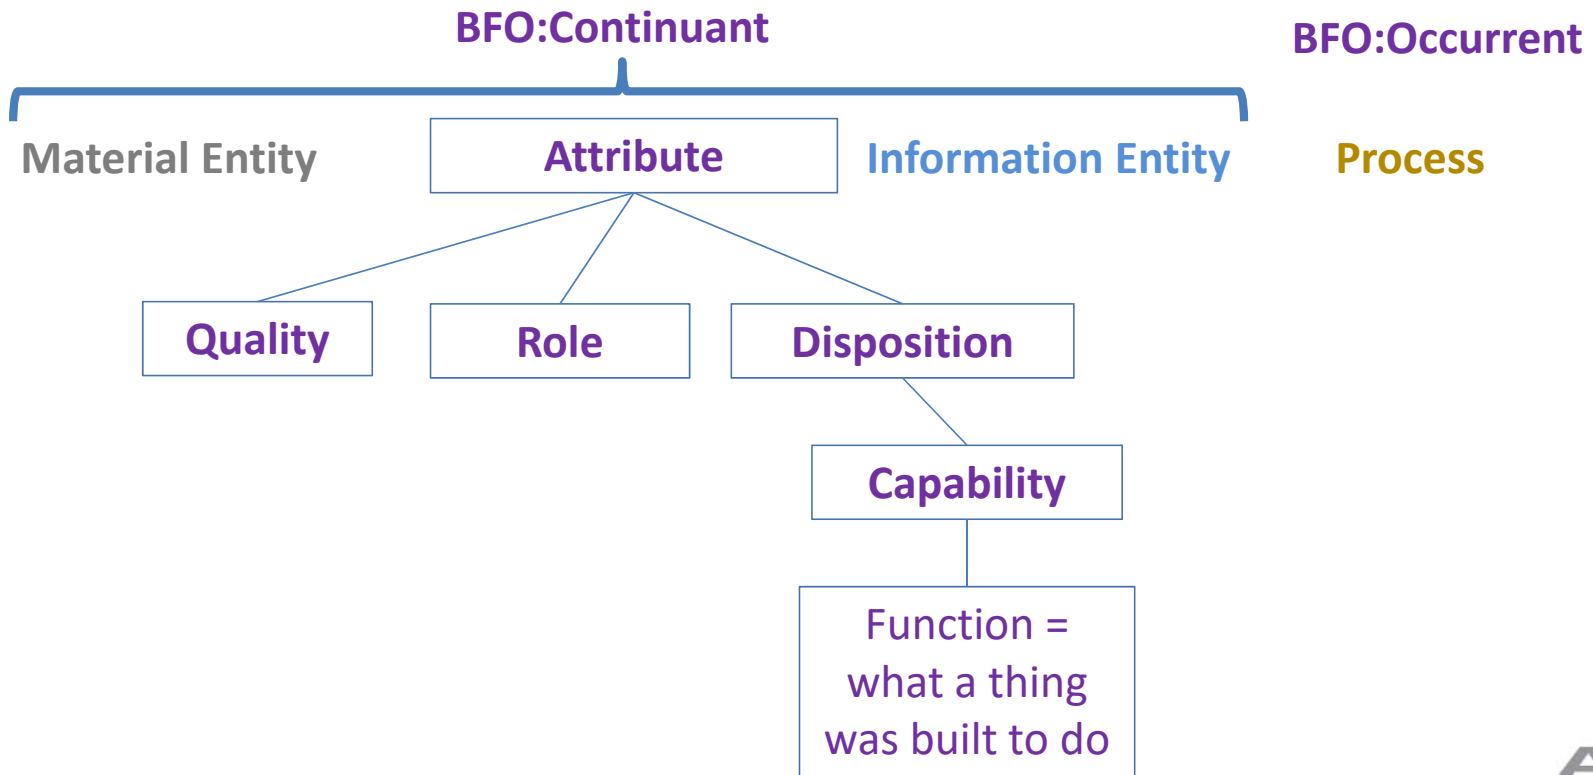 BFO:Continuant
BFO:Occurrent
Material Entity
Attribute
Information Entity
Process
Quality
Role
Disposition
Capability
Function =
what a thing
was built to do